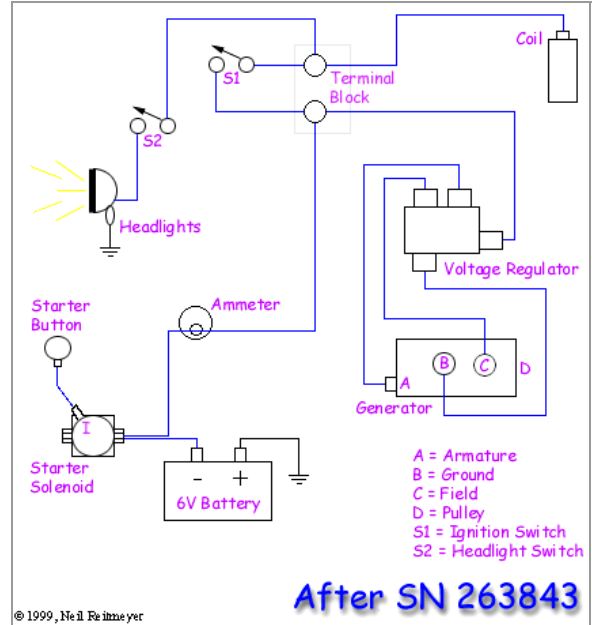 Coil
S1
Terminal
Block
S2
Headlights
Voltage Regulator
Starter
Button
Ammeter
A
B
C
D
Generator
I
Starter
Solenoid
- +
6V Battery
A = Armature
B = Ground
C = Field
D = Pulley
S1 = Ignition Switch
S2 = Headlight Switch
After SN 263843
© 1999, Neil Reitmeyer